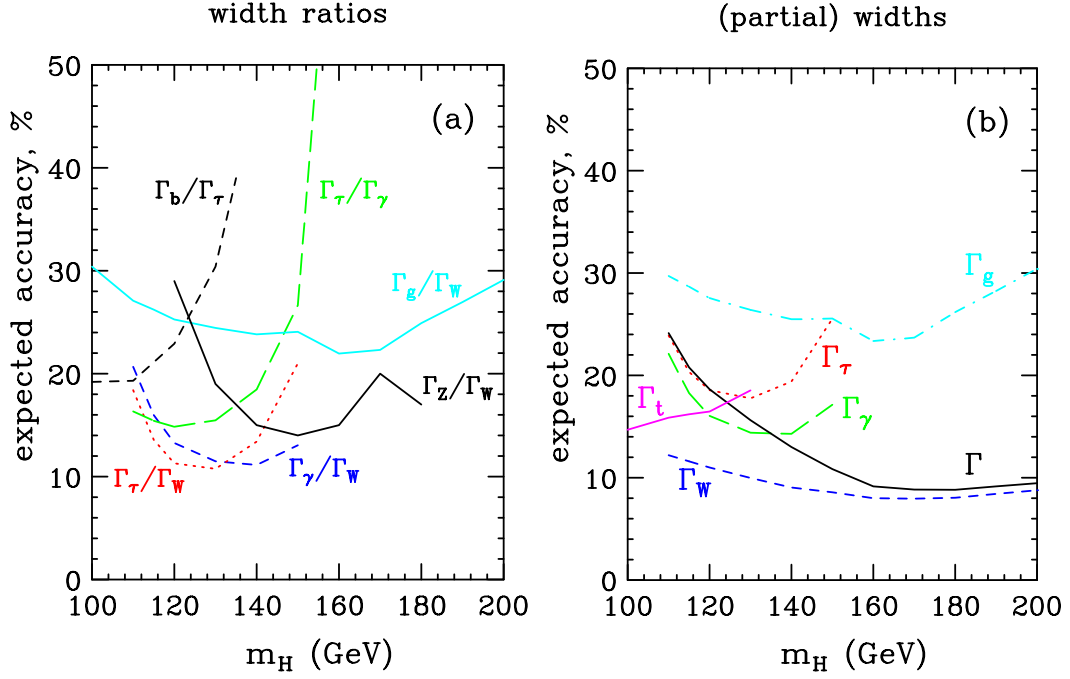 width ratios
(partial) widths
expected accuracy, %
50
40
30
20
10
0
(a)
Γb/Γτ
Γτ/Γγ
Γg/ΓW
ΓZ/ΓW
Γτ/ΓW
Γγ/ΓW
100 120 140 160 180 200
mH (GeV)
expected accuracy, %
50
40
30
20
10
0
(b)
Γg
Γτ
Γt
Γγ
Γ
ΓW
100 120 140 160 180 200
mH (GeV)